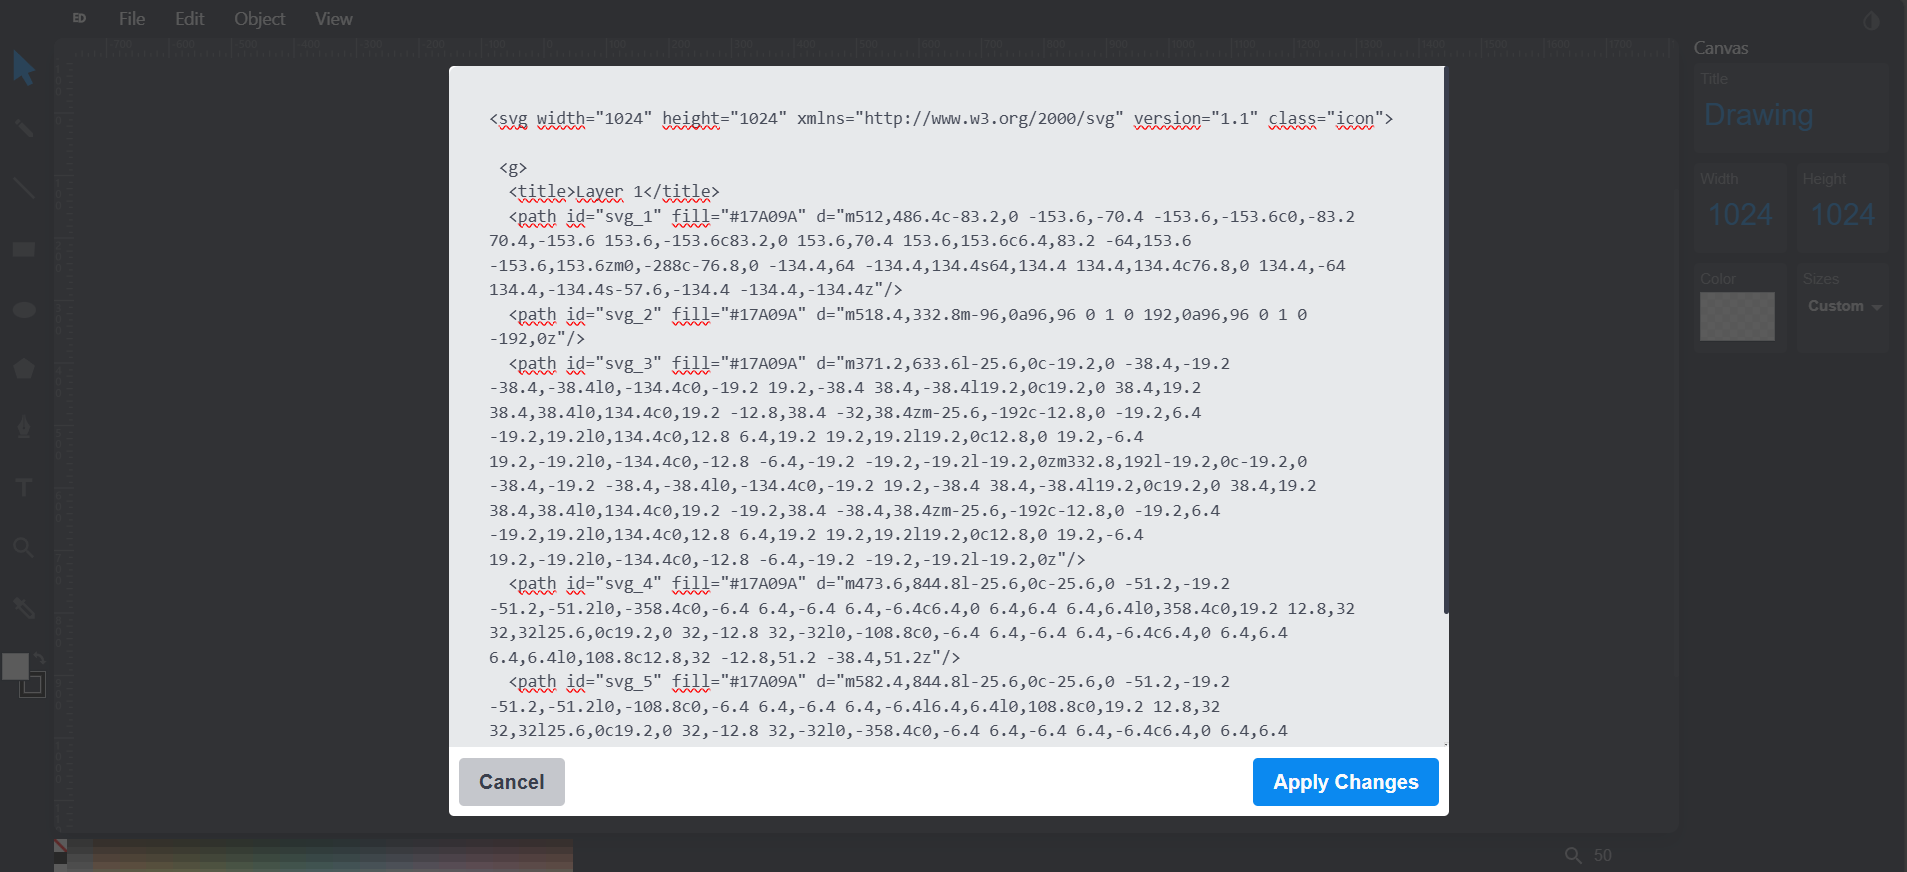 ED File Edit Object View
-700 -600 -500 -400 -300 -200 -100 0 100 200 300 400 500 600 700 800 900 1000 1100 1200 1300 1400 1500 1600 1700
Canvas
Title
Drawing
Width Height
1024 1024
Color Sizes
Custom
<svg width="1024" height="1024" xmlns="http://www.w3.org/2000/svg" version="1.1" class="icon">
<g>
<title>Layer 1</title>
<path id="svg_1" fill="#17A09A" d="m512,486.4c-83.2,0 -153.6,-70.4 -153.6,-153.6c0,-83.2
70.4,-153.6 153.6,-153.6c83.2,0 153.6,70.4 153.6,153.6c6.4,83.2 -64,153.6
-153.6,153.6zm0,-288c-76.8,0 -134.4,64 -134.4,134.4s64,134.4 134.4,134.4c76.8,0 134.4,-64
134.4,-134.4s-57.6,-134.4 -134.4,-134.4z"/>
<path id="svg_2" fill="#17A09A" d="m518.4,332.8m-96,0a96,96 0 1 0 192,0a96,96 0 1 0
-192,0z"/>
<path id="svg_3" fill="#17A09A" d="m371.2,633.6l-25.6,0c-19.2,0 -38.4,-19.2
-38.4,-38.4l0,-134.4c0,-19.2 19.2,-38.4 38.4,-38.4l19.2,0c19.2,0 38.4,19.2
38.4,38.4l0,134.4c0,19.2 -12.8,38.4 -32,38.4zm-25.6,-192c-12.8,0 -19.2,6.4
-19.2,19.2l0,134.4c0,12.8 6.4,19.2 19.2,19.2l19.2,0c12.8,0 19.2,-6.4
19.2,-19.2l0,-134.4c0,-12.8 -6.4,-19.2 -19.2,-19.2l-19.2,0zm332.8,192l-19.2,0c-19.2,0
-38.4,-19.2 -38.4,-38.4l0,-134.4c0,-19.2 19.2,-38.4 38.4,-38.4l19.2,0c19.2,0 38.4,19.2
38.4,38.4l0,134.4c0,19.2 -19.2,38.4 -38.4,38.4zm-25.6,-192c-12.8,0 -19.2,6.4
-19.2,19.2l0,134.4c0,12.8 6.4,19.2 19.2,19.2l19.2,0c12.8,0 19.2,-6.4
19.2,-19.2l0,-134.4c0,-12.8 -6.4,-19.2 -19.2,-19.2l-19.2,0z"/>
<path id="svg_4" fill="#17A09A" d="m473.6,844.8l-25.6,0c-25.6,0 -51.2,-19.2
-51.2,-51.2l0,-358.4c0,-6.4 6.4,-6.4 6.4,-6.4c6.4,0 6.4,6.4 6.4,6.4l0,358.4c0,19.2 12.8,32
32,32l25.6,0c19.2,0 32,-12.8 32,-32l0,-108.8c0,-6.4 6.4,-6.4 6.4,-6.4c6.4,0 6.4,6.4
6.4,6.4l0,108.8c12.8,32 -12.8,51.2 -38.4,51.2z"/>
<path id="svg_5" fill="#17A09A" d="m582.4,844.8l-25.6,0c-25.6,0 -51.2,-19.2
-51.2,-51.2l0,-108.8c0,-6.4 6.4,-6.4 6.4,-6.4l6.4,6.4l0,108.8c0,19.2 12.8,32
32,32l25.6,0c19.2,0 32,-12.8 32,-32l0,-358.4c0,-6.4 6.4,-6.4 6.4,-6.4c6.4,0 6.4,6.4
Cancel Apply Changes
50